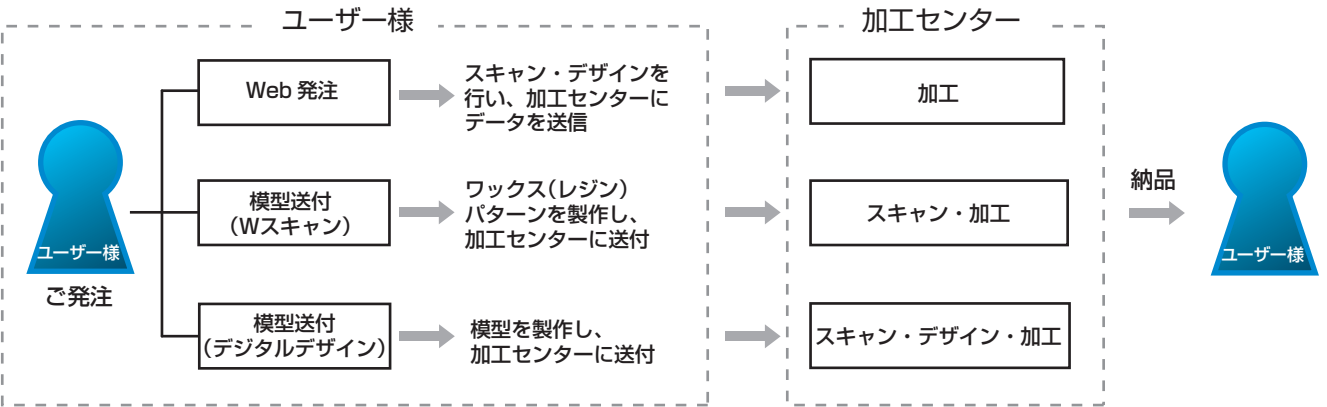 ユーザー様
加工センター
Web 発注
スキャン・デザインを
行い、加工センターに
データを送信
加工
模型送付
(Wスキャン)
ワックス(レジン)
パターンを製作し、
加工センターに送付
スキャン・加工
納品
ユーザー様
ユーザー様
ご発注
模型送付
(デジタルデザイン)
模型を製作し、
加工センターに送付
スキャン・デザイン・加工